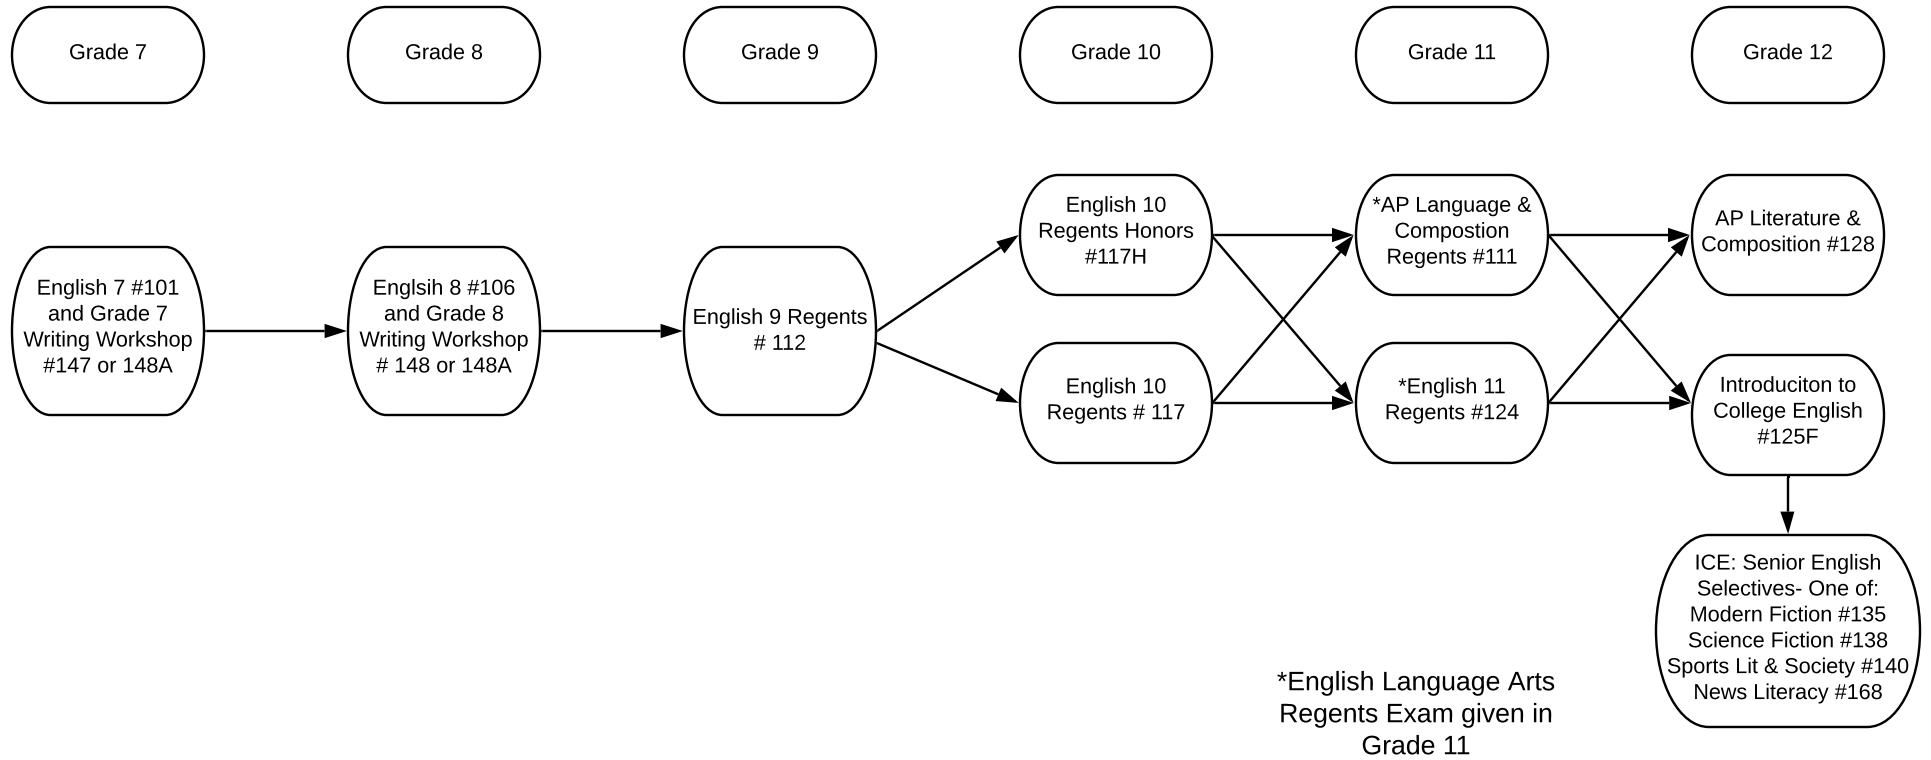 Grade 7
Grade 8
Grade 9
Grade 10
Grade 11
Grade 12
English 7 #101
and Grade 7
Writing Workshop
#147 or 148A
Englsih 8 #106
and Grade 8
Writing Workshop
# 148 or 148A
English 9 Regents
# 112
English 10
Regents Honors
#117H
English 10
Regents # 117
*AP Language &
Compostion
Regents #111
*English 11
Regents #124
AP Literature &
Composition #128
Introduciton to
College English
#125F
ICE: Senior English
Selectives- One of:
Modern Fiction #135
Science Fiction #138
Sports Lit & Society #140
News Literacy #168
*English Language Arts
Regents Exam given in
Grade 11